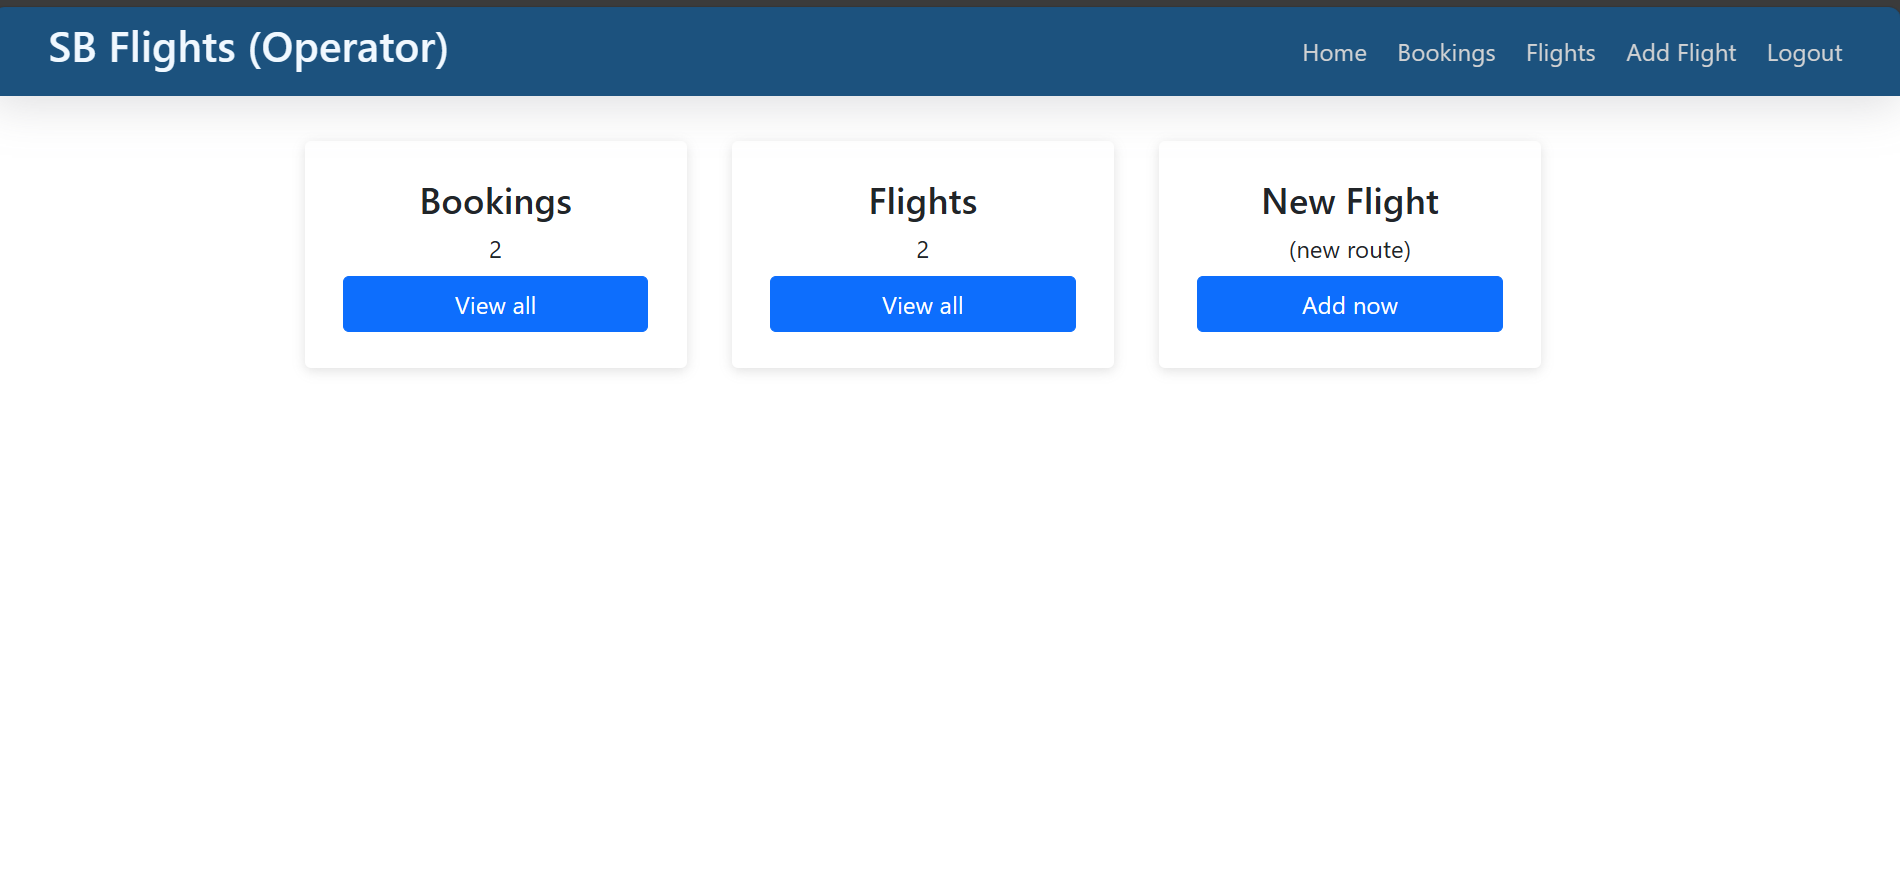 SB Flights (Operator)
Home Bookings Flights Add Flight Logout
Bookings
2
View all
Flights
2
View all
New Flight
(new route)
Add now